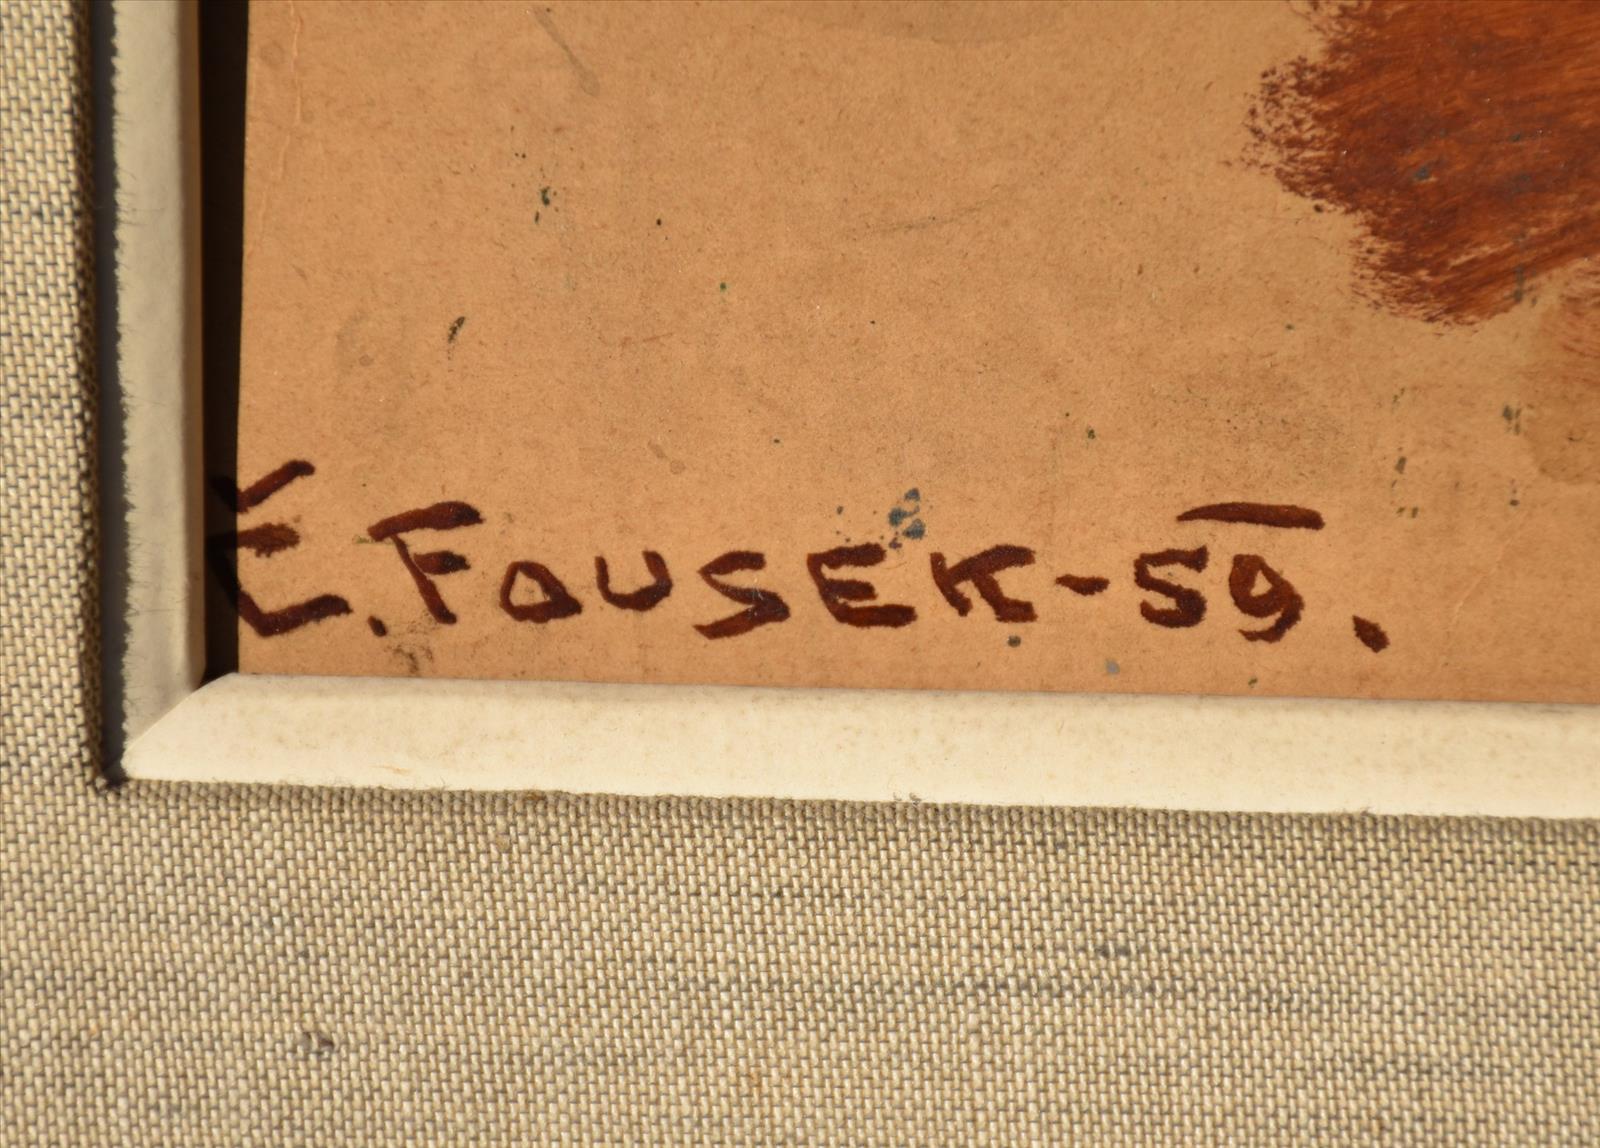 Č. FOUSEK - 59.